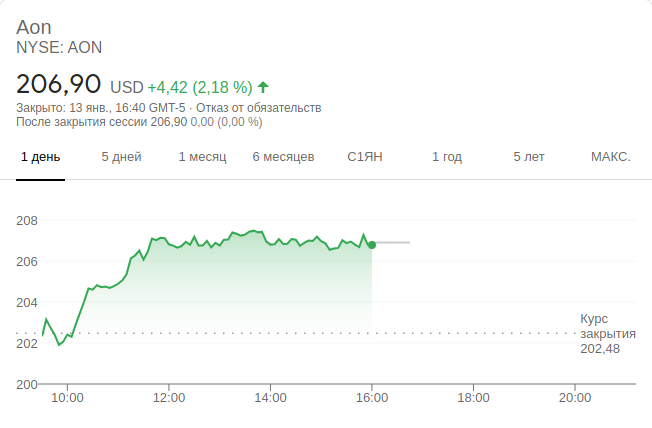 Aon
NYSE: AON
206,90 USD +4,42 (2,18 %)
Закрыто: 13 янв., 16:40 GMT-5 · Отказ от обязательств
После закрытия сессии 206,90 0,00 (0,00 %)
1 день 5 дней 1 месяц 6 месяцев С1ЯН 1 год 5 лет МАКС.
208
206
204
Курс
закрытия
202,48
202
200
10:00 12:00 14:00 16:00 18:00 20:00